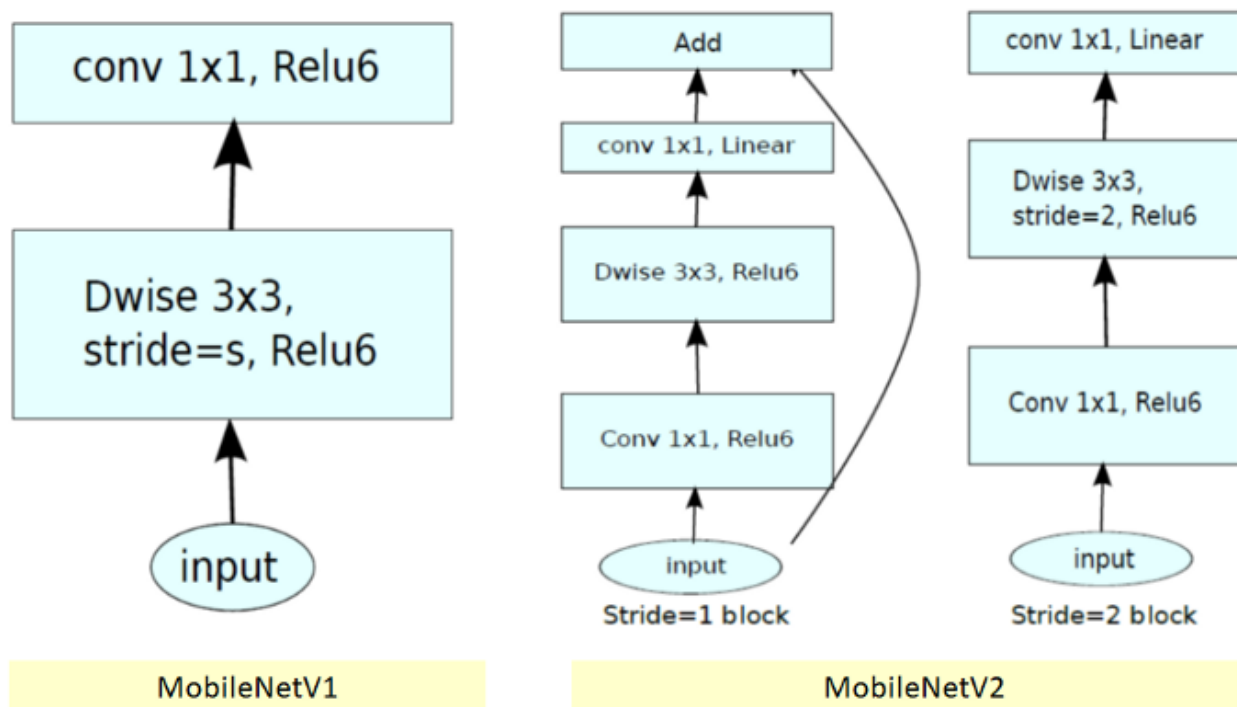 conv 1x1, Relu6
Dwise 3x3,
stride=s, Relu6
input
MobileNetV1
Add
conv 1x1, Linear
Dwise 3x3, Relu6
Conv 1x1, Relu6
input
Stride=1 block
conv 1x1, Linear
Dwise 3x3,
stride=2, Relu6
Conv 1x1, Relu6
input
Stride=2 block
MobileNetV2